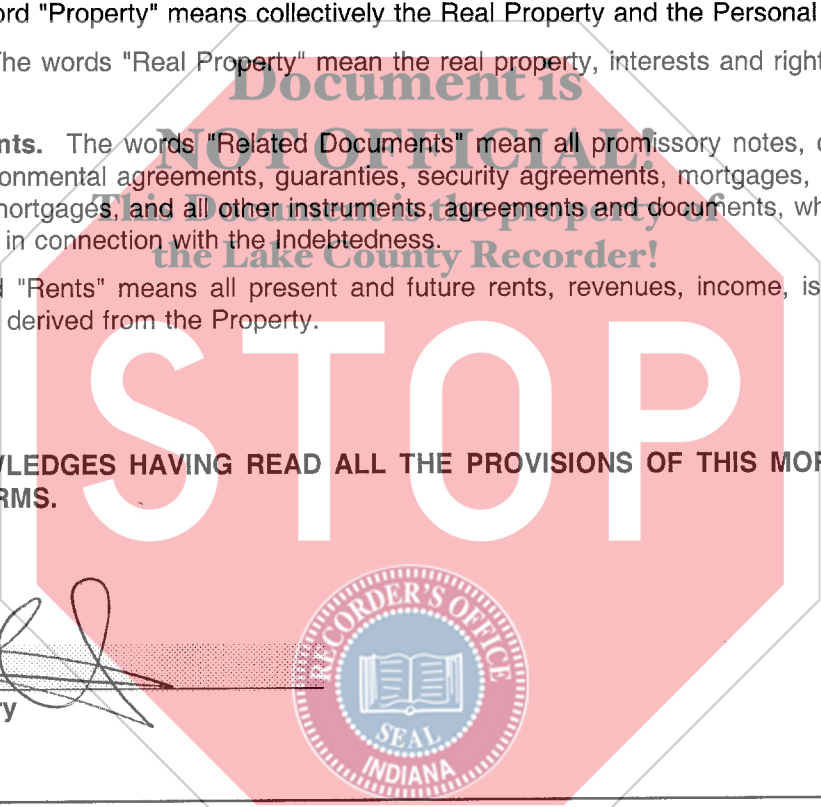 ord "Property" means collectively the Real Property and the Personal
The words "Real Property" mean the real property, interests and right
Document is
nts. The words "Related Documents" mean all promissory notes, c
NOT OFFICIAL!
onmental agreements, guaranties, security agreements, mortgages,
mortgages, and all other instruments, agreements and documents, wh
This Document is the property of
in connection with the Indebtedness.
the Lake County Recorder!
"Rents" means all present and future rents, revenues, income, is
derived from the Property.
STOP
WLEDGES HAVING READ ALL THE PROVISIONS OF THIS MOR
RMS.
RECORDER'S OFFICE
SEAL
INDIANA
ry